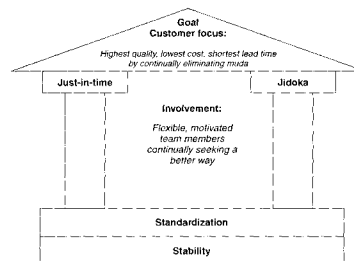 Goal
Customer focus:
Highest quality, lowest cost, shortest lead time
by continually eliminating muda
Just-in-time
Jidoka
Involvement:
Flexible, motivated
team members
continually seeking a
better way
Standardization
Stability